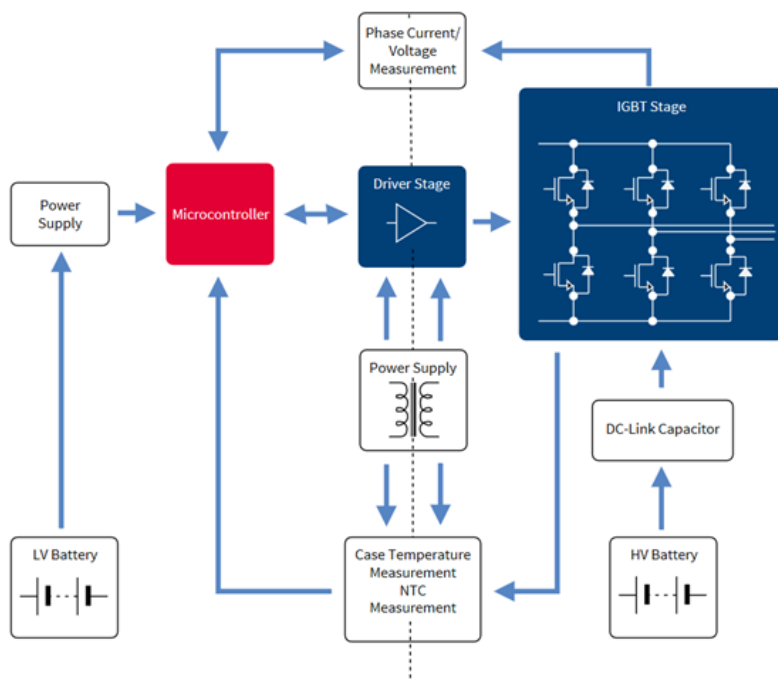 Phase Current/
Voltage
Measurement
IGBT Stage
Power
Supply
Microcontroller
Driver Stage
Power Supply
DC-Link Capacitor
LV Battery
Case Temperature
Measurement
NTC
Measurement
HV Battery